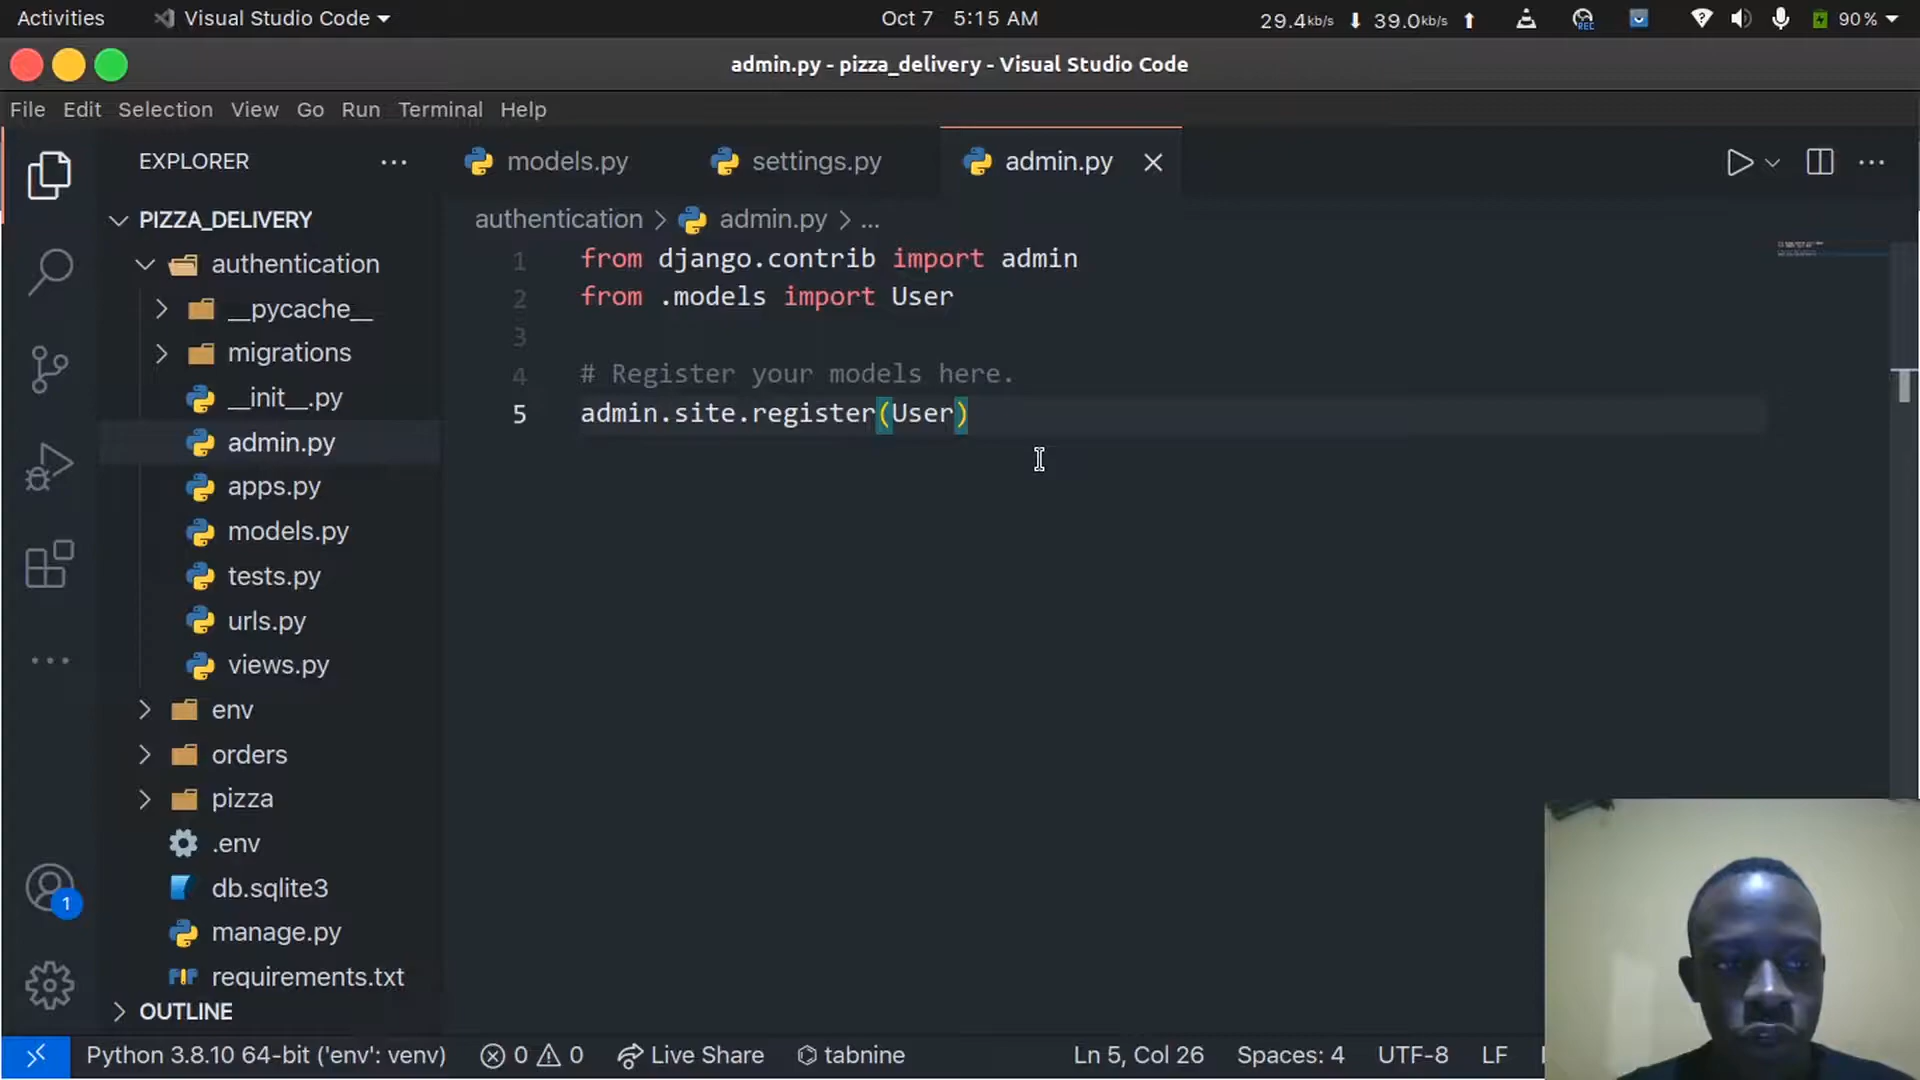 Activities
Visual Studio Code
Oct 7 5:15 AM
29.4kb/s 39.0kb/s
REC
90%
admin.py - pizza_delivery - Visual Studio Code
File Edit Selection View Go Run Terminal Help
EXPLORER
models.py
settings.py
admin.py
PIZZA_DELIVERY
authentication
__pycache__
migrations
__init__.py
admin.py
apps.py
models.py
tests.py
urls.py
views.py
env
orders
pizza
.env
db.sqlite3
manage.py
requirements.txt
OUTLINE
authentication > admin.py > ...
1 from django.contrib import admin
2 from .models import User
3
4 # Register your models here.
5 admin.site.register(User)
1
Python 3.8.10 64-bit ('env': venv)
0 0
Live Share
tabnine
Ln 5, Col 26
Spaces: 4
UTF-8
LF